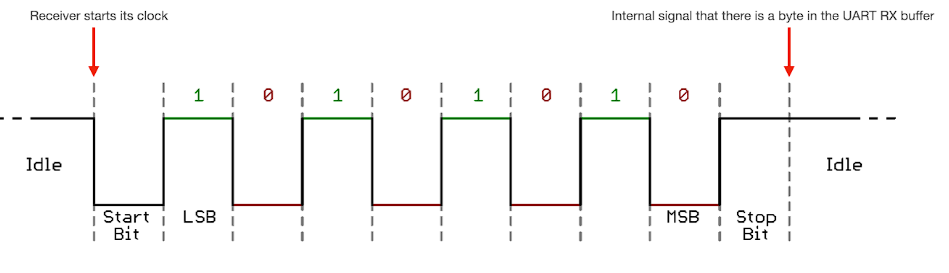 Receiver starts its clock
Internal signal that there is a byte in the UART RX buffer
1 0 1 0 1 0 1 0
Idle
Idle
Start
Bit
LSB
MSB
Stop
Bit